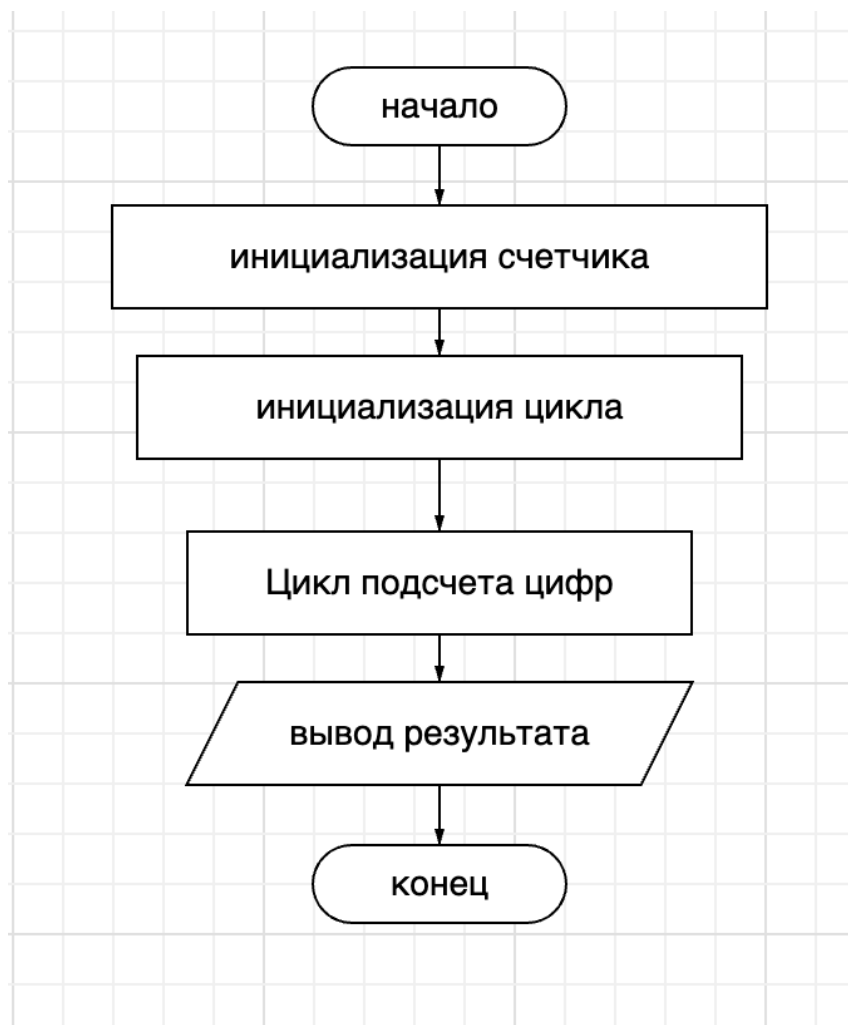 начало
инициализация счетчика
инициализация цикла
Цикл подсчета цифр
вывод результата
конец